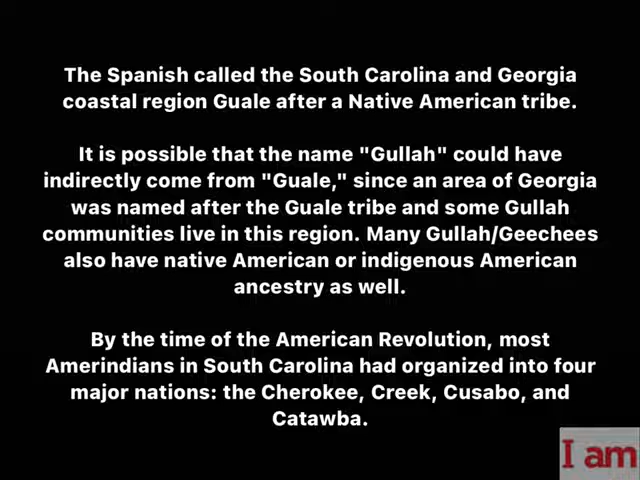 The Spanish called the South Carolina and Georgia
coastal region Guale after a Native American tribe.
It is possible that the name "Gullah" could have
indirectly come from "Guale," since an area of Georgia
was named after the Guale tribe and some Gullah
communities live in this region. Many Gullah/Geechees
also have native American or indigenous American
ancestry as well.
By the time of the American Revolution, most
Amerindians in South Carolina had organized into four
major nations: the Cherokee, Creek, Cusabo, and
Catawba.
I am